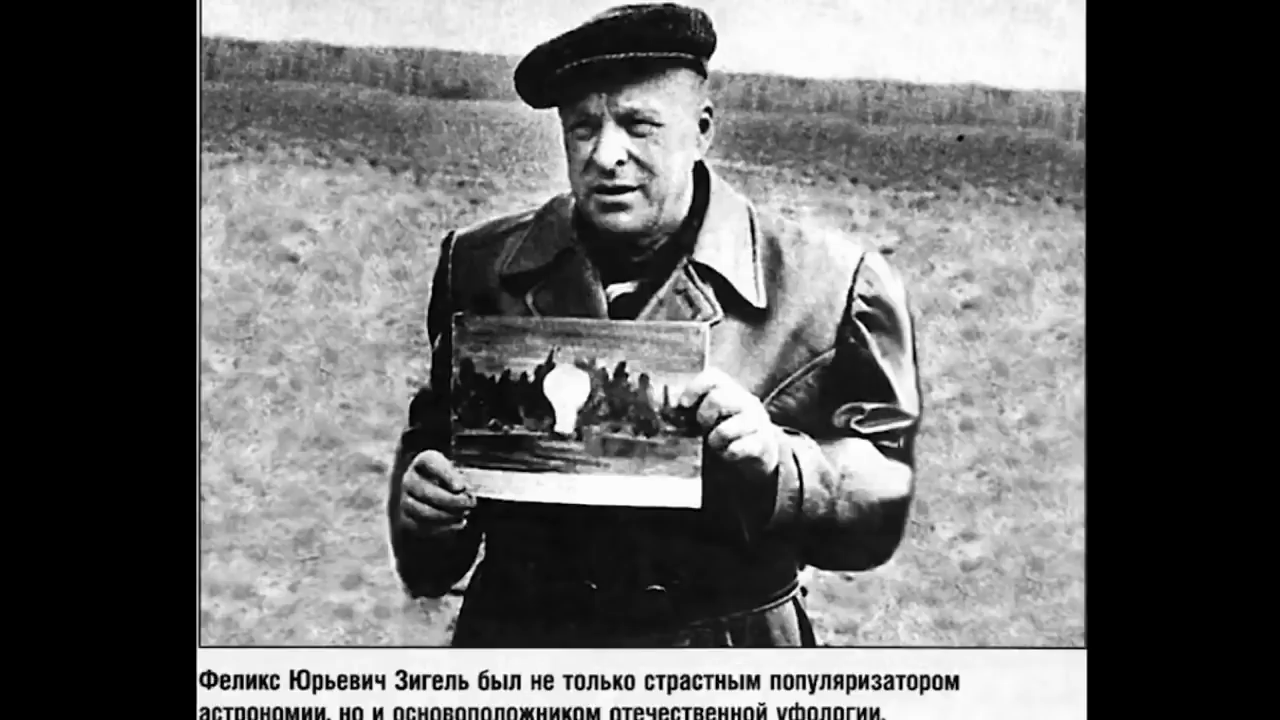 Феликс Юрьевич Зигель был не только страстным популяризатором
астрономии, но и основоположником отечественной уфологии.